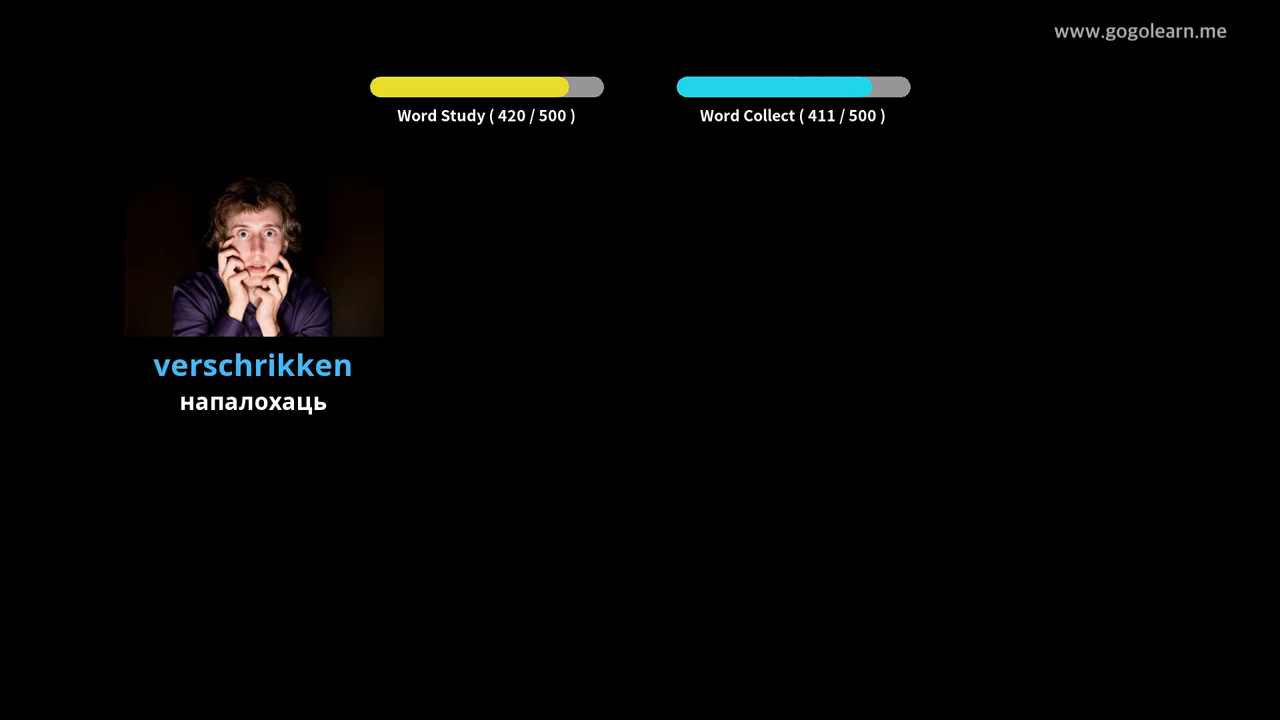 www.gogolearn.me
Word Study ( 420 / 500 )
Word Collect ( 411 / 500 )
verschrikken
напалохаць